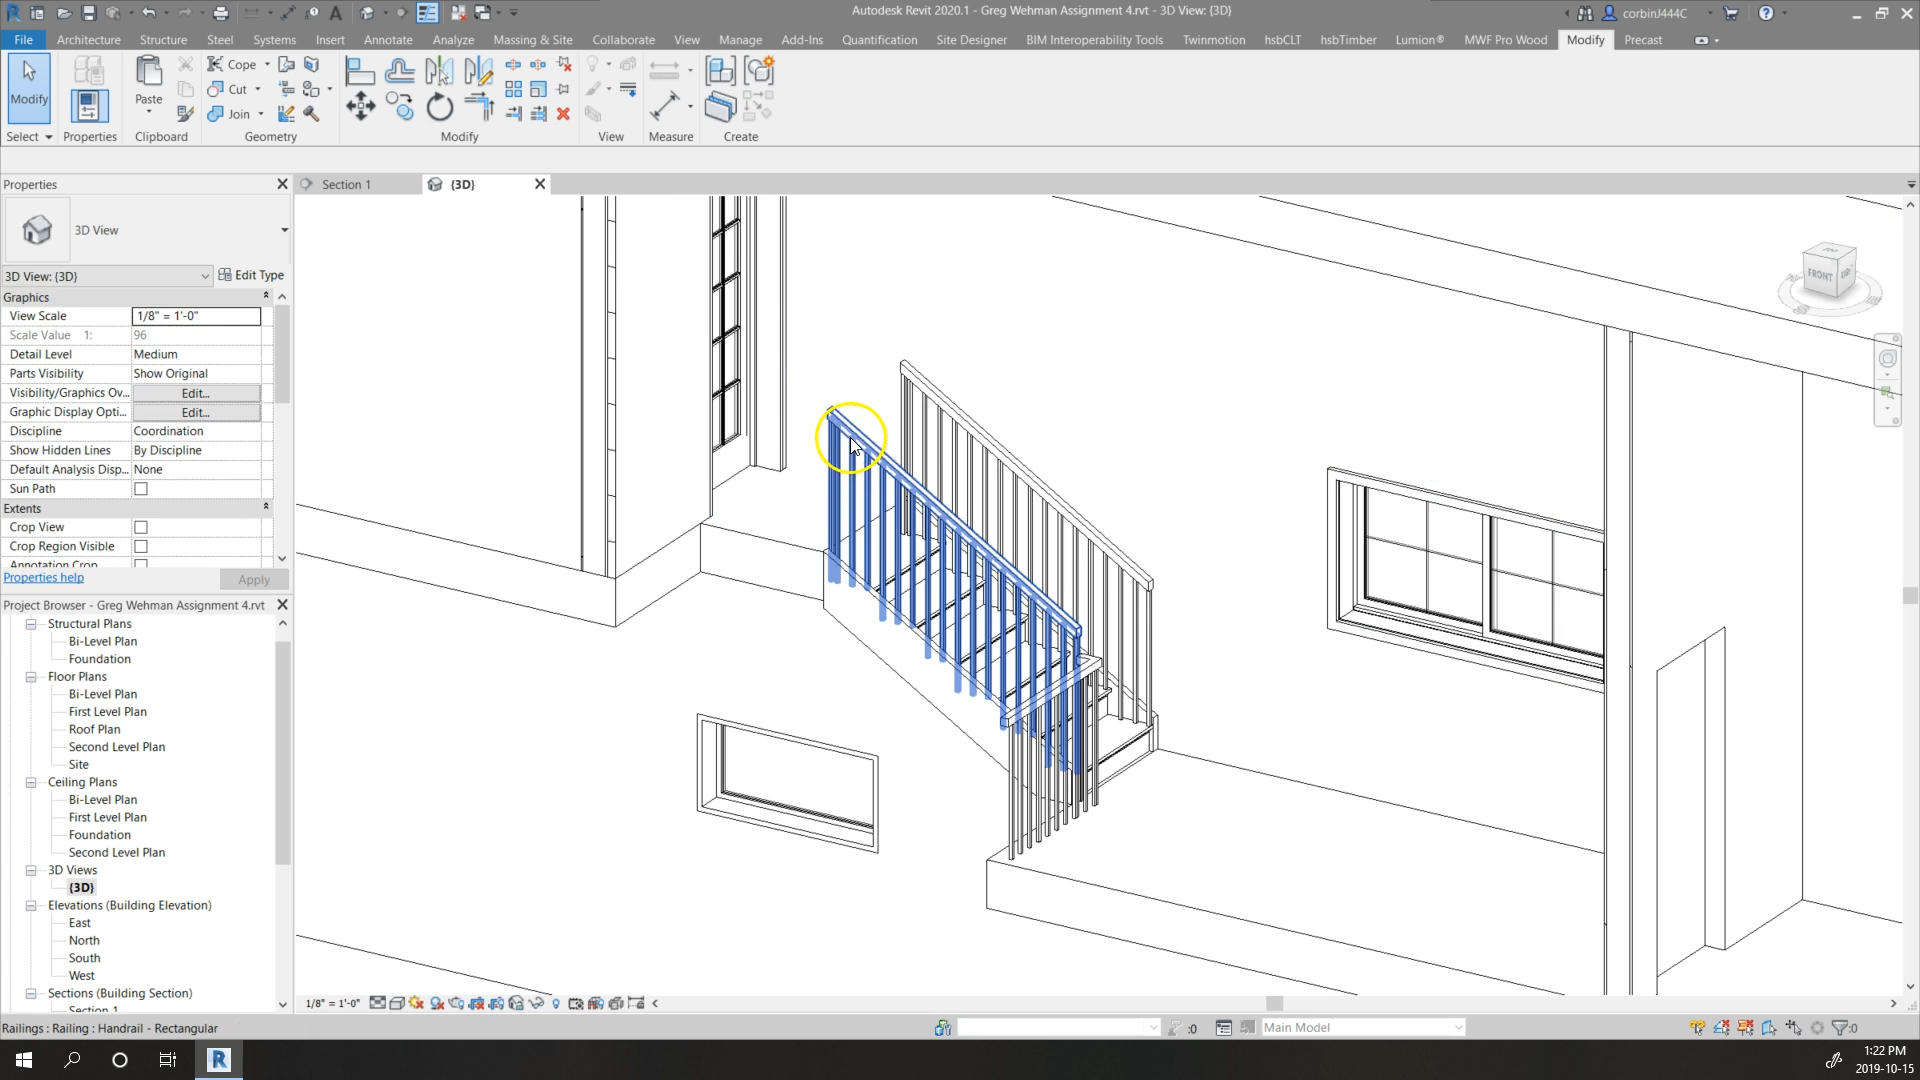 Autodesk Revit 2020.1 - Greg Wehman Assignment 4.rvt - 3D View: {3D}
corbinJ444C
File Architecture Structure Steel Systems Insert Annotate Analyze Massing & Site Collaborate View Manage Add-Ins Quantification Site Designer BIM Interoperability Tools Twinmotion hsbCLT hsbTimber Lumion® MWF Pro Wood Modify Precast
Modify
Paste
Cope
Cut
Join
Select Properties Clipboard Geometry Modify View Measure Create
Properties
Section 1
{3D}
3D View
3D View: {3D}
Edit Type
Graphics
View Scale 1/8" = 1'-0"
Scale Value 1: 96
Detail Level Medium
Parts Visibility Show Original
Visibility/Graphics Ov... Edit...
Graphic Display Opti... Edit...
Discipline Coordination
Show Hidden Lines By Discipline
Default Analysis Disp... None
Sun Path
Extents
Crop View
Crop Region Visible
Annotation Crop
Properties help
Apply
Project Browser - Greg Wehman Assignment 4.rvt
Structural Plans
Bi-Level Plan
Foundation
Floor Plans
Bi-Level Plan
First Level Plan
Roof Plan
Second Level Plan
Site
Ceiling Plans
Bi-Level Plan
First Level Plan
Foundation
Second Level Plan
3D Views
{3D}
Elevations (Building Elevation)
East
North
South
West
Sections (Building Section)
Section 1
FRONT
1/8" = 1'-0"
Railings : Railing : Handrail - Rectangular
:0
Main Model
:0
1:22 PM
2019-10-15